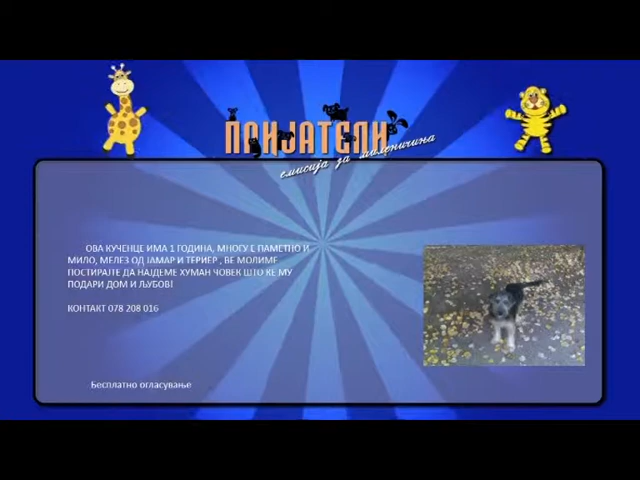 ПРИЈАТЕЛИ
емисија за миленичиња
ОВА КУЧЕНЦЕ ИМА 1 ГОДИНА, МНОГУ Е ПАМЕТНО И
МИЛО, МЕЛЕЗ ОД ЈАМАР И ТЕРИЕР , ВЕ МОЛИМЕ
ПОСТИРАЈТЕ ДА НАЈДЕМЕ ХУМАН ЧОВЕК ШТО ЌЕ МУ
ПОДАРИ ДОМ И ЉУБОВ!
КОНТАКТ 078 208 016
Бесплатно огласување